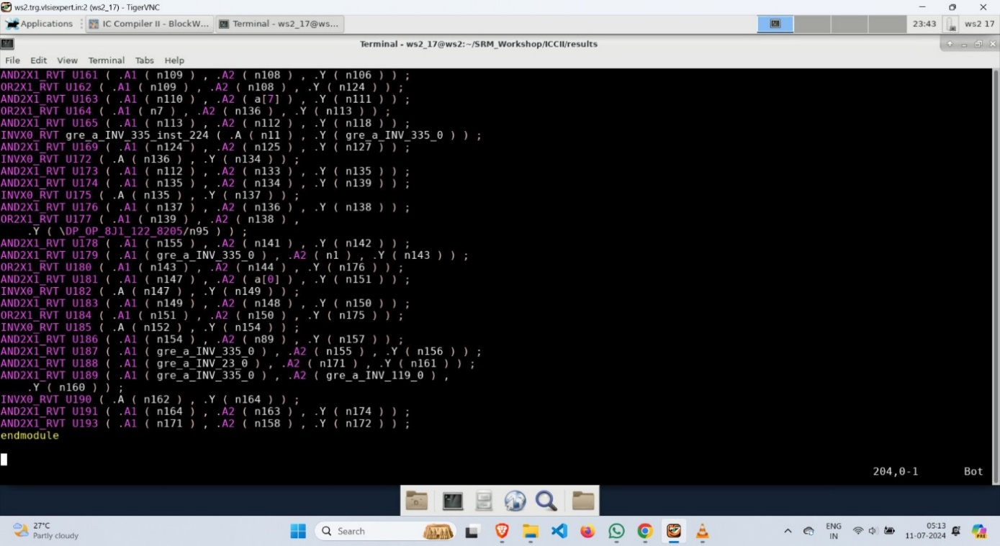 ws2.trg.vlsiexpert.in:2 (ws2_17) - TigerVNC
Applications IC Compiler II - BlockW... Terminal - ws2_17@ws... 23:43 ws2 17
Terminal - ws2_17@ws2:~/SRM_Workshop/ICCII/results
File Edit View Terminal Tabs Help
AND2X1_RVT U161 ( .A1 ( n109 ) , .A2 ( n108 ) , .Y ( n106 ) ) ;
OR2X1_RVT U162 ( .A1 ( n109 ) , .A2 ( n108 ) , .Y ( n124 ) ) ;
AND2X1_RVT U163 ( .A1 ( n110 ) , .A2 ( a[7] ) , .Y ( n111 ) ) ;
OR2X1_RVT U164 ( .A1 ( n7 ) , .A2 ( n136 ) , .Y ( n113 ) ) ;
AND2X1_RVT U165 ( .A1 ( n113 ) , .A2 ( n112 ) , .Y ( n118 ) ) ;
INVX0_RVT gre_a_INV_335_inst_224 ( .A ( n11 ) , .Y ( gre_a_INV_335_0 ) ) ;
AND2X1_RVT U169 ( .A1 ( n124 ) , .A2 ( n125 ) , .Y ( n127 ) ) ;
INVX0_RVT U172 ( .A ( n136 ) , .Y ( n134 ) ) ;
AND2X1_RVT U173 ( .A1 ( n112 ) , .A2 ( n133 ) , .Y ( n135 ) ) ;
AND2X1_RVT U174 ( .A1 ( n135 ) , .A2 ( n134 ) , .Y ( n139 ) ) ;
INVX0_RVT U175 ( .A ( n135 ) , .Y ( n137 ) ) ;
AND2X1_RVT U176 ( .A1 ( n137 ) , .A2 ( n136 ) , .Y ( n138 ) ) ;
OR2X1_RVT U177 ( .A1 ( n139 ) , .A2 ( n138 ) ,
.Y ( \DP_OP_8J1_122_8205/n95 ) ) ;
AND2X1_RVT U178 ( .A1 ( n155 ) , .A2 ( n141 ) , .Y ( n142 ) ) ;
AND2X1_RVT U179 ( .A1 ( gre_a_INV_335_0 ) , .A2 ( n1 ) , .Y ( n143 ) ) ;
OR2X1_RVT U180 ( .A1 ( n143 ) , .A2 ( n144 ) , .Y ( n176 ) ) ;
AND2X1_RVT U181 ( .A1 ( n147 ) , .A2 ( a[0] ) , .Y ( n151 ) ) ;
INVX0_RVT U182 ( .A ( n147 ) , .Y ( n149 ) ) ;
AND2X1_RVT U183 ( .A1 ( n149 ) , .A2 ( n148 ) , .Y ( n150 ) ) ;
OR2X1_RVT U184 ( .A1 ( n151 ) , .A2 ( n150 ) , .Y ( n175 ) ) ;
INVX0_RVT U185 ( .A ( n152 ) , .Y ( n154 ) ) ;
AND2X1_RVT U186 ( .A1 ( n154 ) , .A2 ( n89 ) , .Y ( n157 ) ) ;
AND2X1_RVT U187 ( .A1 ( gre_a_INV_335_0 ) , .A2 ( n155 ) , .Y ( n156 ) ) ;
AND2X1_RVT U188 ( .A1 ( gre_a_INV_23_0 ) , .A2 ( n171 ) , .Y ( n161 ) ) ;
AND2X1_RVT U189 ( .A1 ( gre_a_INV_335_0 ) , .A2 ( gre_a_INV_119_0 ) ,
.Y ( n160 ) ) ;
INVX0_RVT U190 ( .A ( n162 ) , .Y ( n164 ) ) ;
AND2X1_RVT U191 ( .A1 ( n164 ) , .A2 ( n163 ) , .Y ( n174 ) ) ;
AND2X1_RVT U193 ( .A1 ( n171 ) , .A2 ( n158 ) , .Y ( n172 ) ) ;
endmodule
204,0-1 Bot
27°C
Partly cloudy
Search
ENG
IN
05:13
11-07-2024
PRE